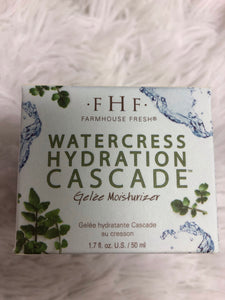 ·FHF·
FARMHOUSE FRESH®
WATERCRESS
HYDRATION
CASCADE™
Gelée Moisturizer
Gelée hydratante Cascade
au cresson
1.7 fl. oz. U.S. / 50 ml